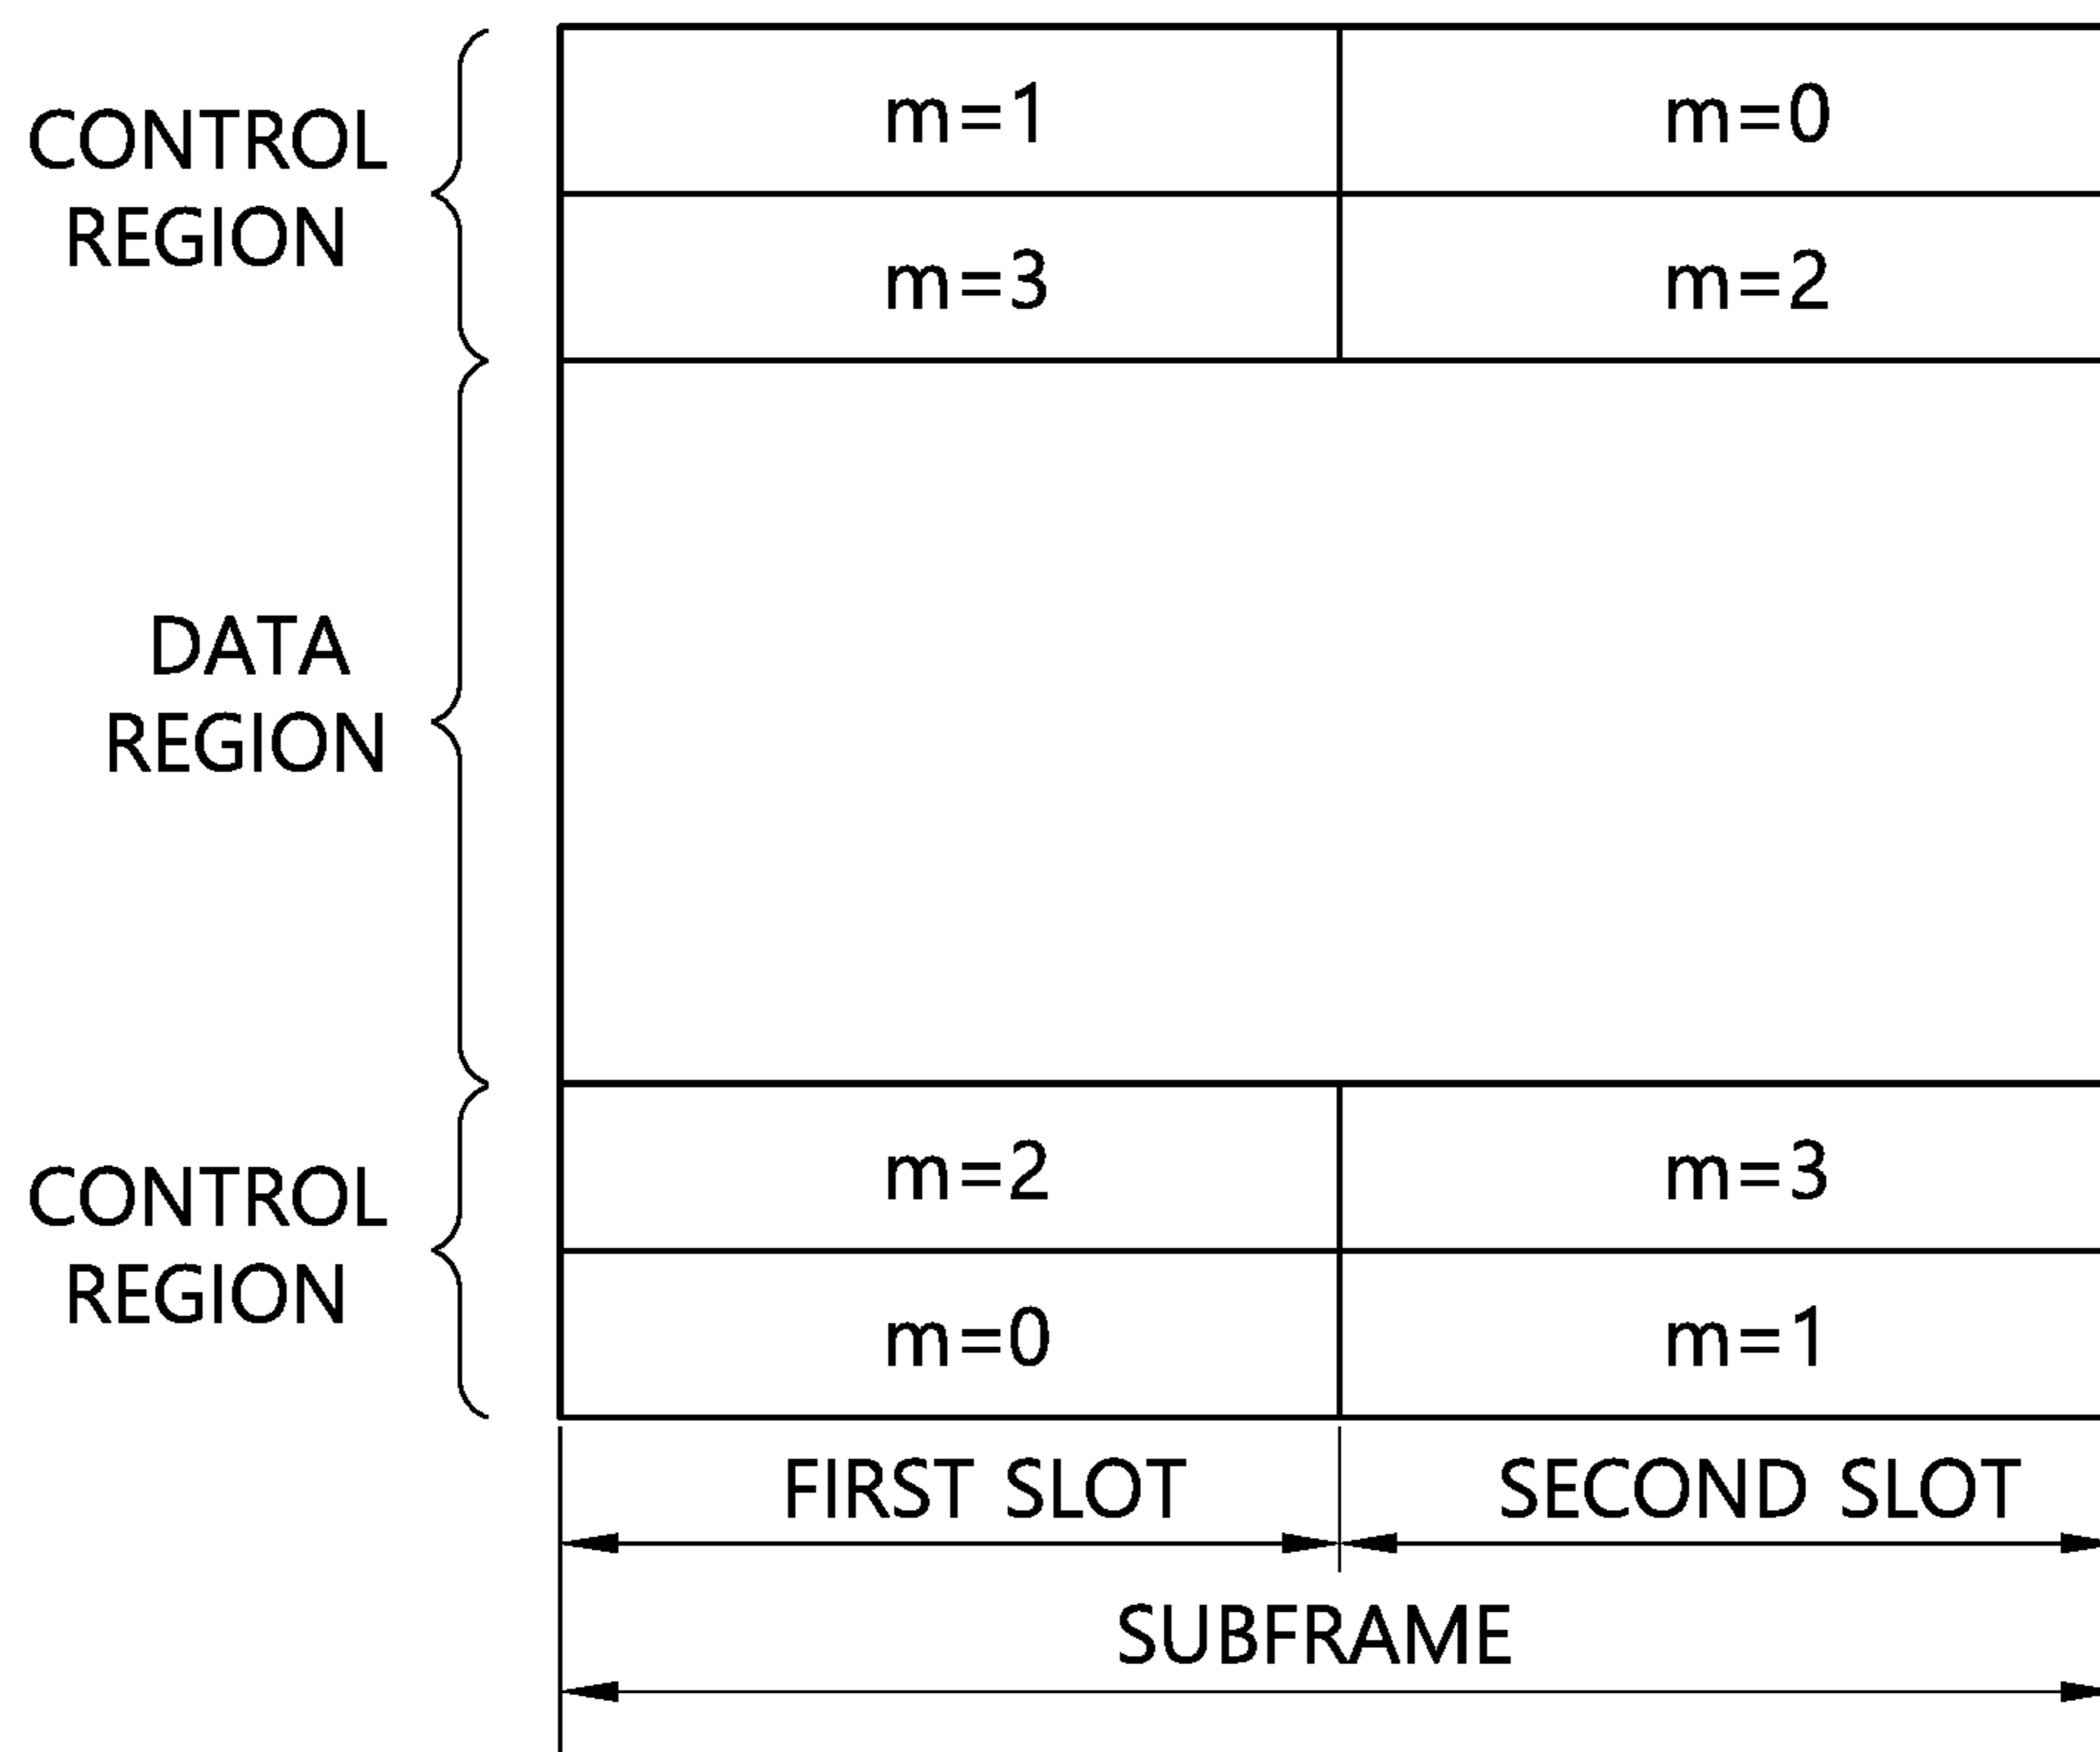 CONTROL
REGION
m=1 m=0
m=3 m=2
DATA
REGION
CONTROL
REGION
m=2 m=3
m=0 m=1
FIRST SLOT SECOND SLOT
SUBFRAME